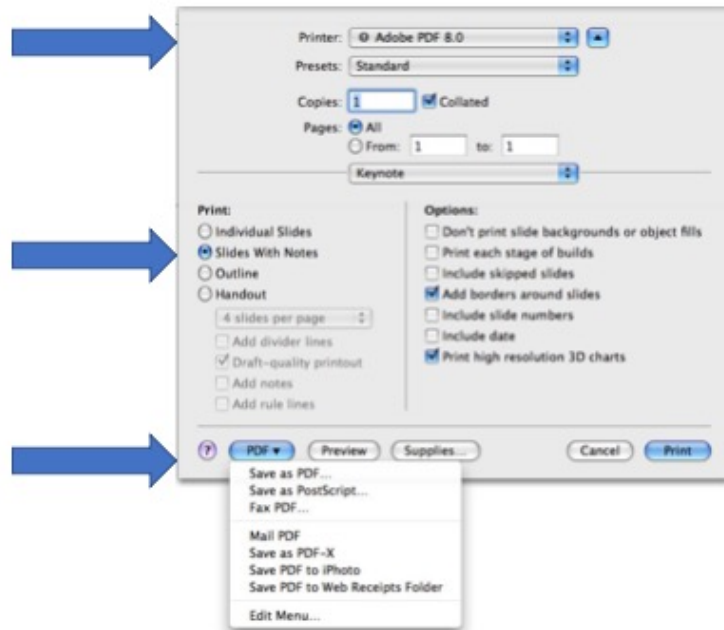 Printer: Adobe PDF 8.0
Presets: Standard
Copies: 1 Collated
Pages: All
From: 1 to: 1
Keynote
Print:
Individual Slides
Slides With Notes
Outline
Handout
4 slides per page
Add divider lines
Draft-quality printout
Add notes
Add rule lines
Options:
Don't print slide backgrounds or object fills
Print each stage of builds
Include skipped slides
Add borders around slides
Include slide numbers
Include date
Print high resolution 3D charts
? PDF Preview Supplies... Cancel Print
Save as PDF...
Save as PostScript...
Fax PDF...
Mail PDF
Save as PDF-X
Save PDF to iPhoto
Save PDF to Web Receipts Folder
Edit Menu...